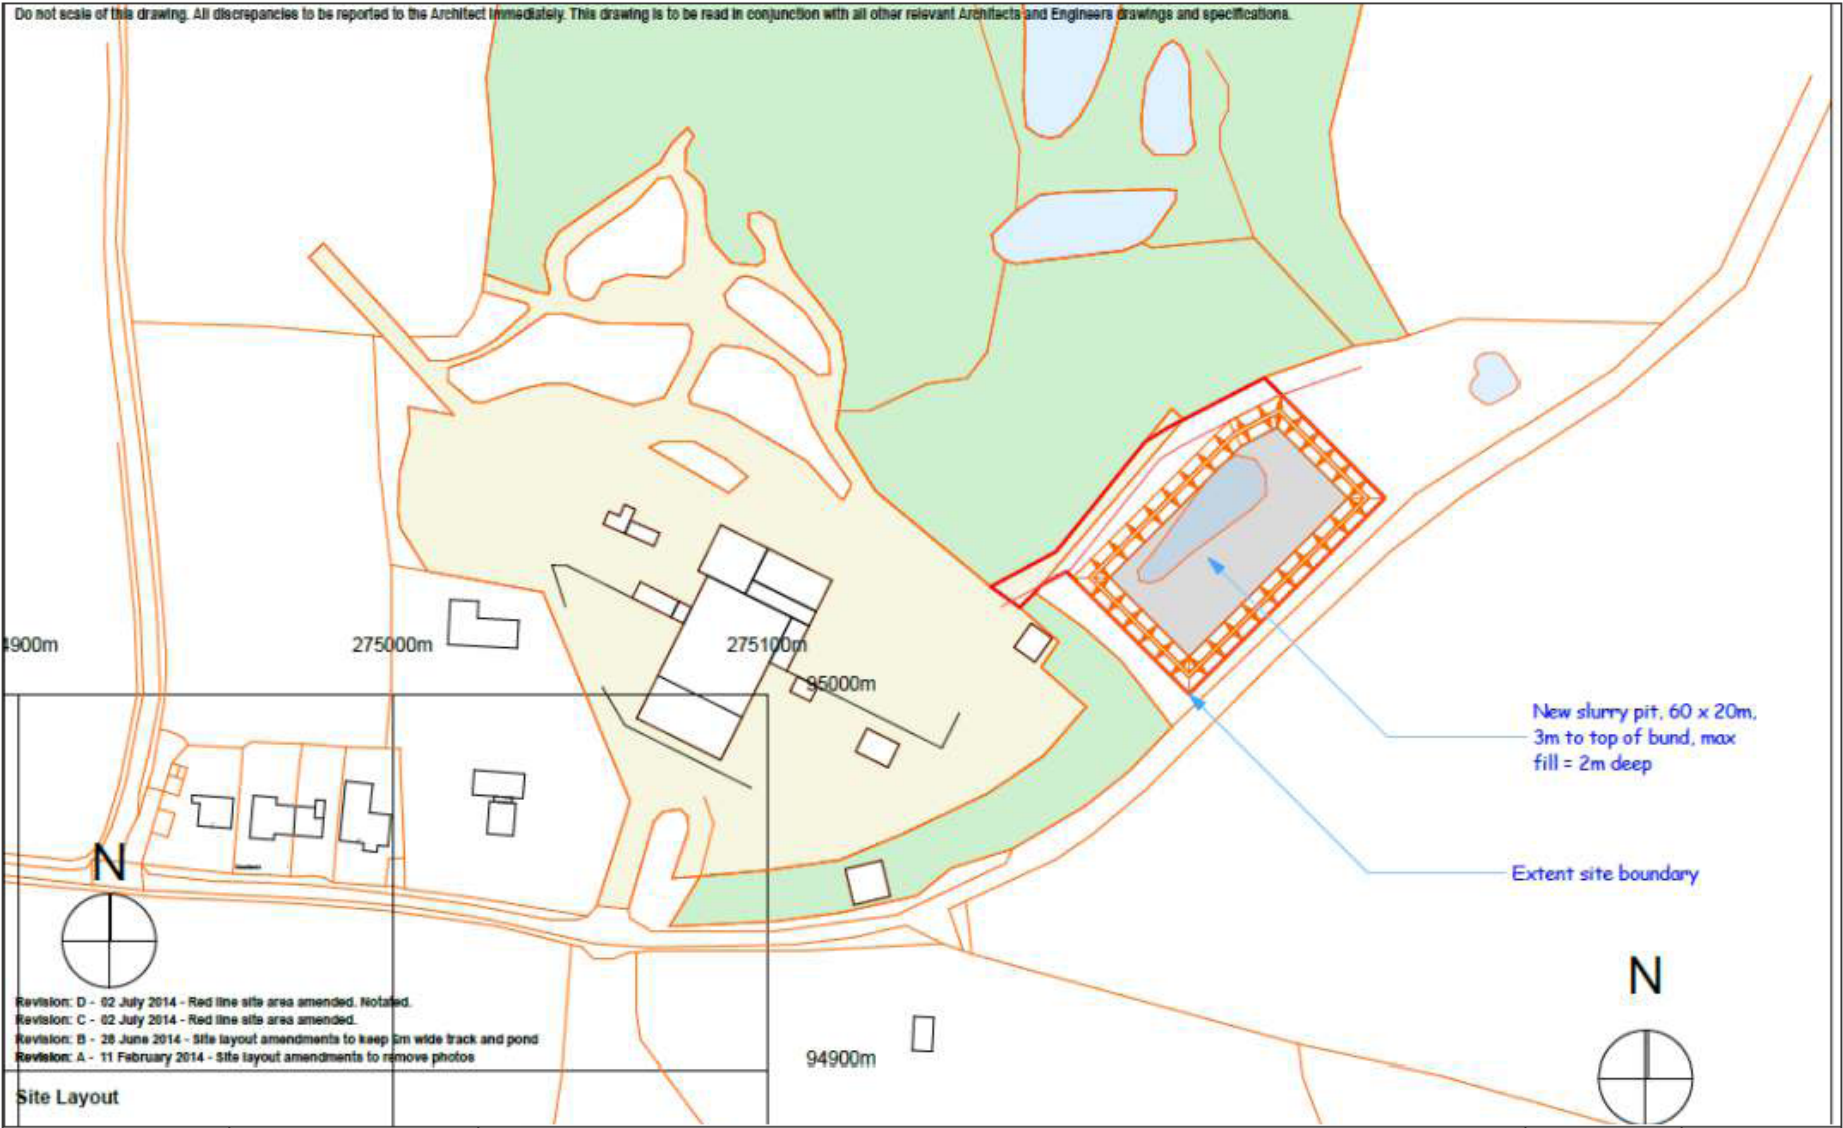 Do not scale of this drawing. All discrepancies to be reported to the Architect immediately. This drawing is to be read in conjunction with all other relevant Architects and Engineers drawings and specifications.
4900m
275000m
275100m
95000m
New slurry pit, 60 x 20m,
3m to top of bund, max
fill = 2m deep
Extent site boundary
N
N
Revision: D - 02 July 2014 - Red line site area amended. Notated.
Revision: C - 02 July 2014 - Red line site area amended.
Revision: B - 28 June 2014 - Site layout amendments to keep 5m wide track and pond
Revision: A - 11 February 2014 - Site layout amendments to remove photos
94900m
Site Layout